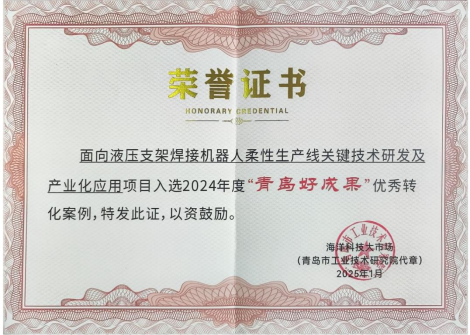 荣誉证书
HONORARY CREDENTIAL
面向液压支架焊接机器人柔性生产线关键技术研发及
产业化应用项目入选2024年度“青岛好成果”优秀转
化案例，特发此证，以资鼓励。
海洋科技大市场
（青岛市工业技术研究院代章）
2025年1月